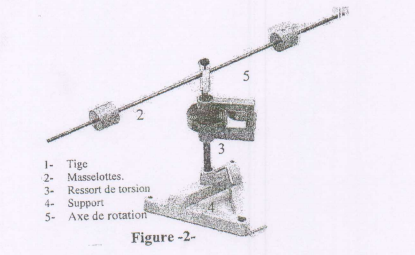 5
2
3
4
1- Tige
2- Masselottes.
3- Ressort de torsion
4- Support
5- Axe de rotation
Figure -2-